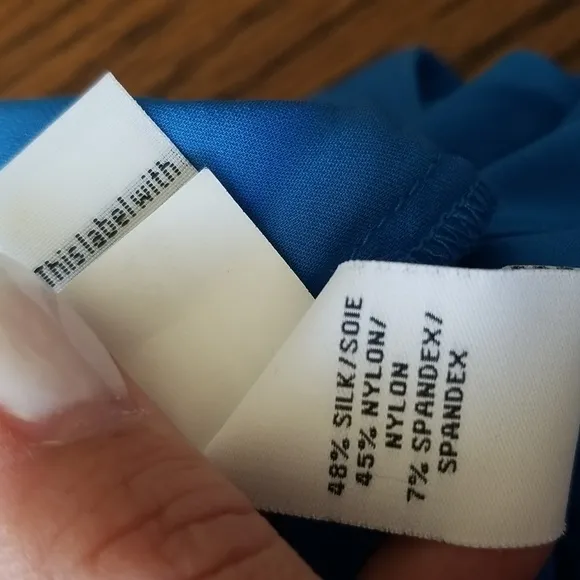 This label with
48% SILK/SOIE
45% NYLON/
NYLON
7% SPANDEX/
SPANDEX